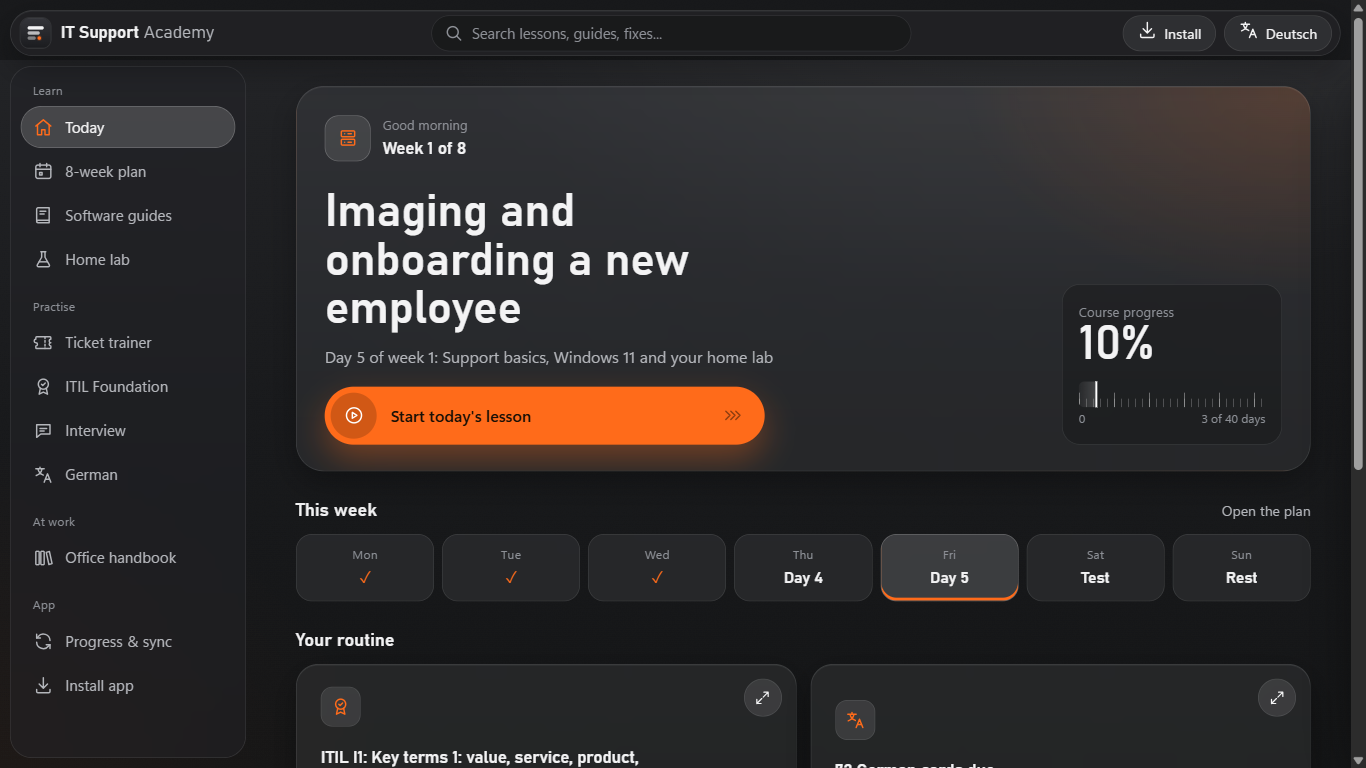 IT Support Academy
Search lessons, guides, fixes...
Install
Deutsch
Learn
Today
8-week plan
Software guides
Home lab
Practise
Ticket trainer
ITIL Foundation
Interview
German
At work
Office handbook
App
Progress & sync
Install app
Good morning
Week 1 of 8
Imaging and
onboarding a new
employee
Day 5 of week 1: Support basics, Windows 11 and your home lab
Start today's lesson
Course progress
10%
0
3 of 40 days
This week
Open the plan
Mon
Tue
Wed
Thu
Day 4
Fri
Day 5
Sat
Test
Sun
Rest
Your routine
ITIL I1: Key terms 1: value, service, product,
German cards due